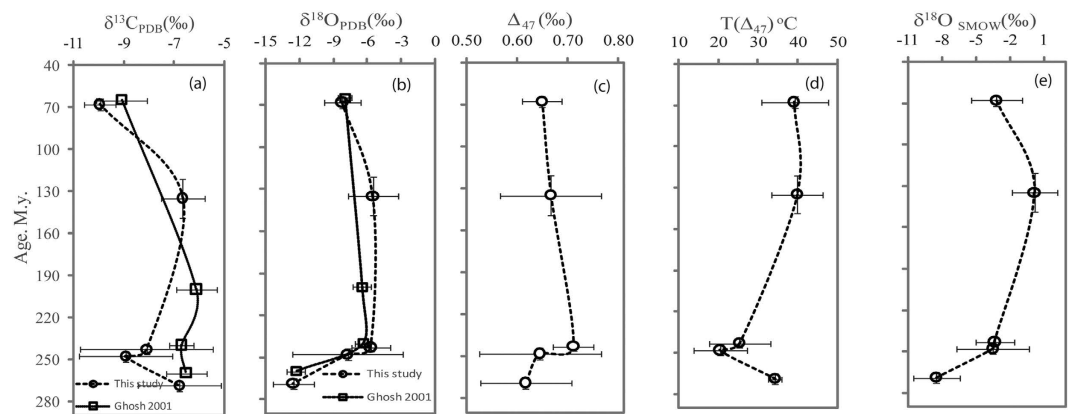 δ¹³C_PDB(‰)
-11 -9 -7 -5
δ¹⁸O_PDB(‰)
-15 -12 -9 -6 -3 0
Δ₄₇ (‰)
0.50 0.60 0.70 0.80
T(Δ₄₇) °C
10 20 30 40 50
δ¹⁸O SMOW(‰)
-11 -8 -5 -2 1
Age. M.y.
40
70
100
130
160
190
220
250
280
(a)
(b)
(c)
(d)
(e)
This study
Ghosh 2001
This study
Ghosh 2001